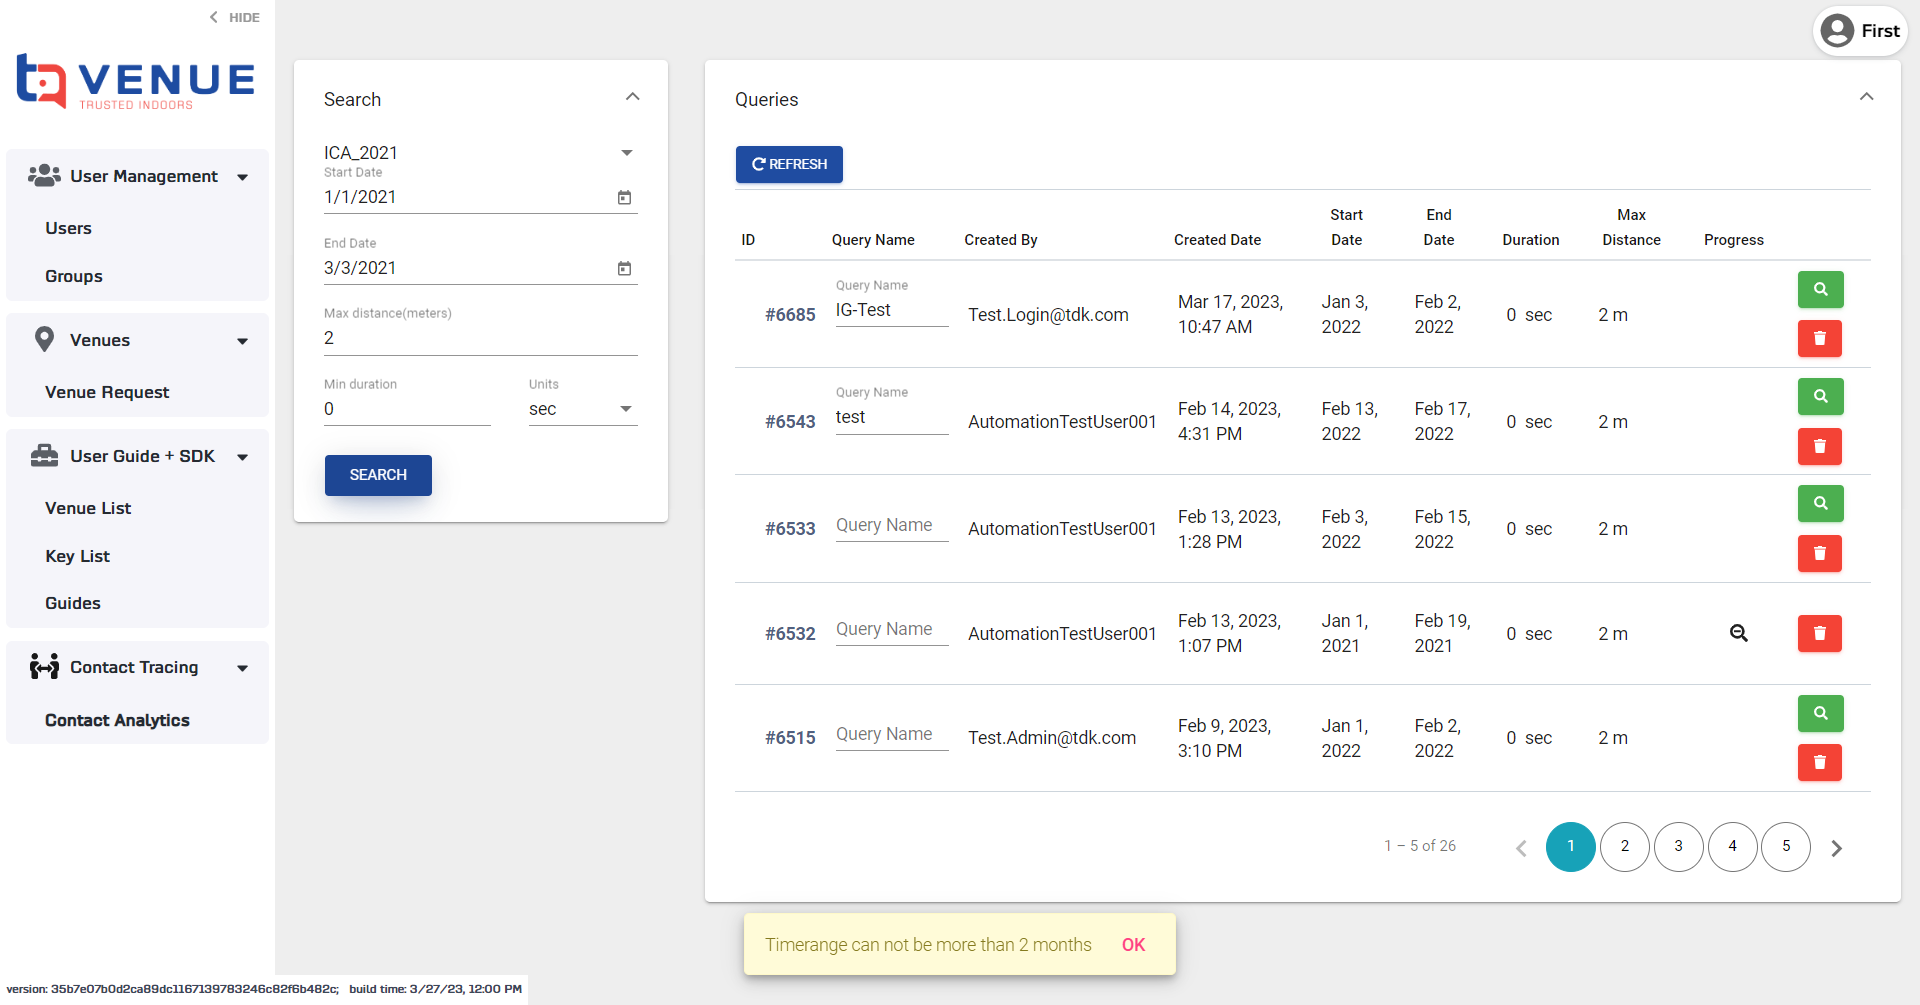 HIDE
VENUE
TRUSTED INDOORS
User Management
Users
Groups
Venues
Venue Request
User Guide + SDK
Venue List
Key List
Guides
Contact Tracing
Contact Analytics
First
Search
ICA_2021
Start Date
1/1/2021
End Date
3/3/2021
Max distance(meters)
2
Min duration
0
Units
sec
SEARCH
Queries
REFRESH
ID Query Name Created By Created Date Start Date End Date Duration Max Distance Progress
#6685 Query Name IG-Test Test.Login@tdk.com Mar 17, 2023, 10:47 AM Jan 3, 2022 Feb 2, 2022 0 sec 2 m
#6543 Query Name test AutomationTestUser001 Feb 14, 2023, 4:31 PM Feb 13, 2022 Feb 17, 2022 0 sec 2 m
#6533 Query Name AutomationTestUser001 Feb 13, 2023, 1:28 PM Feb 3, 2022 Feb 15, 2022 0 sec 2 m
#6532 Query Name AutomationTestUser001 Feb 13, 2023, 1:07 PM Jan 1, 2021 Feb 19, 2021 0 sec 2 m
#6515 Query Name Test.Admin@tdk.com Feb 9, 2023, 3:10 PM Jan 1, 2022 Feb 2, 2022 0 sec 2 m
1 – 5 of 26 1 2 3 4 5
Timerange can not be more than 2 months OK
version: 35b7e07b0d2ca89dc1167139783246c82f6b482c; build time: 3/27/23, 12:00 PM